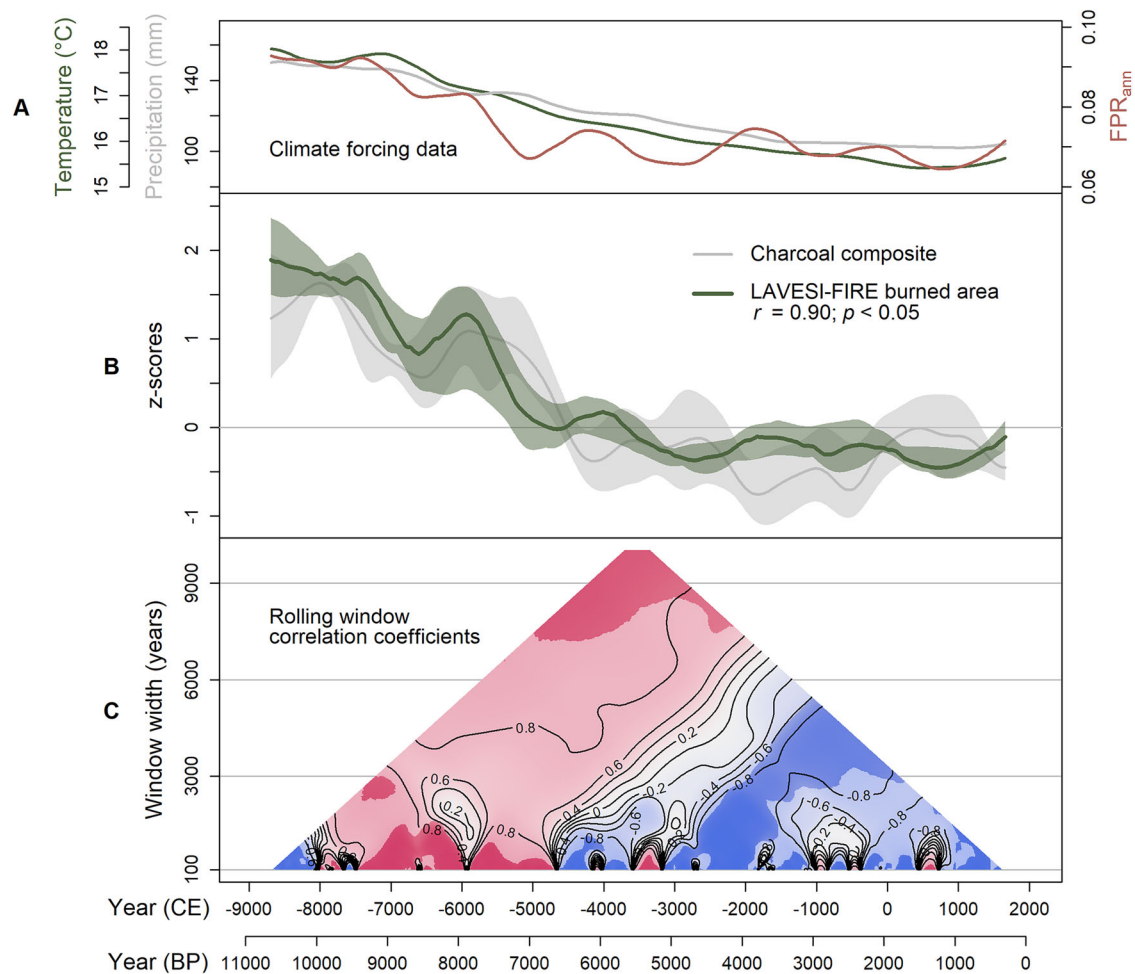 A
Temperature (°C)
15 16 17 18
Precipitation (mm)
100 140
Climate forcing data
0.06 0.08 0.10
FPRann
B
z-scores
-1 0 1 2
Charcoal composite
LAVESI-FIRE burned area
r = 0.90; p < 0.05
C
Window width (years)
100 3000 6000 9000
Rolling window
correlation coefficients
0.8
0.6
0.2
0.8
0.8
0.6
0.2
-0.6
-0.8
-0.4
-0.2
0
0.4
-0.8
-0.6
-0.8
-0.6
-0.4
-0.8
Year (CE) -9000 -8000 -7000 -6000 -5000 -4000 -3000 -2000 -1000 0 1000 2000
Year (BP) 11000 10000 9000 8000 7000 6000 5000 4000 3000 2000 1000 0